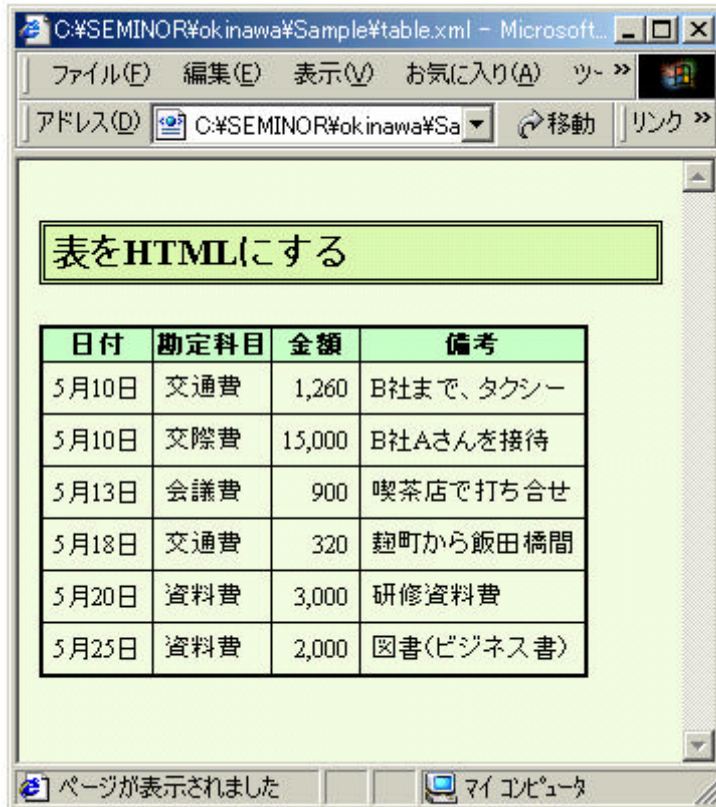 C:¥SEMINOR¥okinawa¥Sample¥table.xml - Microsoft...
ファイル(F) 編集(E) 表示(V) お気に入り(A) ツ- »
アドレス(D) C:¥SEMINOR¥okinawa¥Sa 移動 リンク »
表をHTMLにする
日付 勘定科目 金額 備考
5月10日 交通費 1,260 B社まで、タクシー
5月10日 交際費 15,000 B社Aさんを接待
5月13日 会議費 900 喫茶店で打ち合せ
5月18日 交通費 320 麹町から飯田橋間
5月20日 資料費 3,000 研修資料費
5月25日 資料費 2,000 図書(ビジネス書)
ページが表示されました マイ コンピュータ